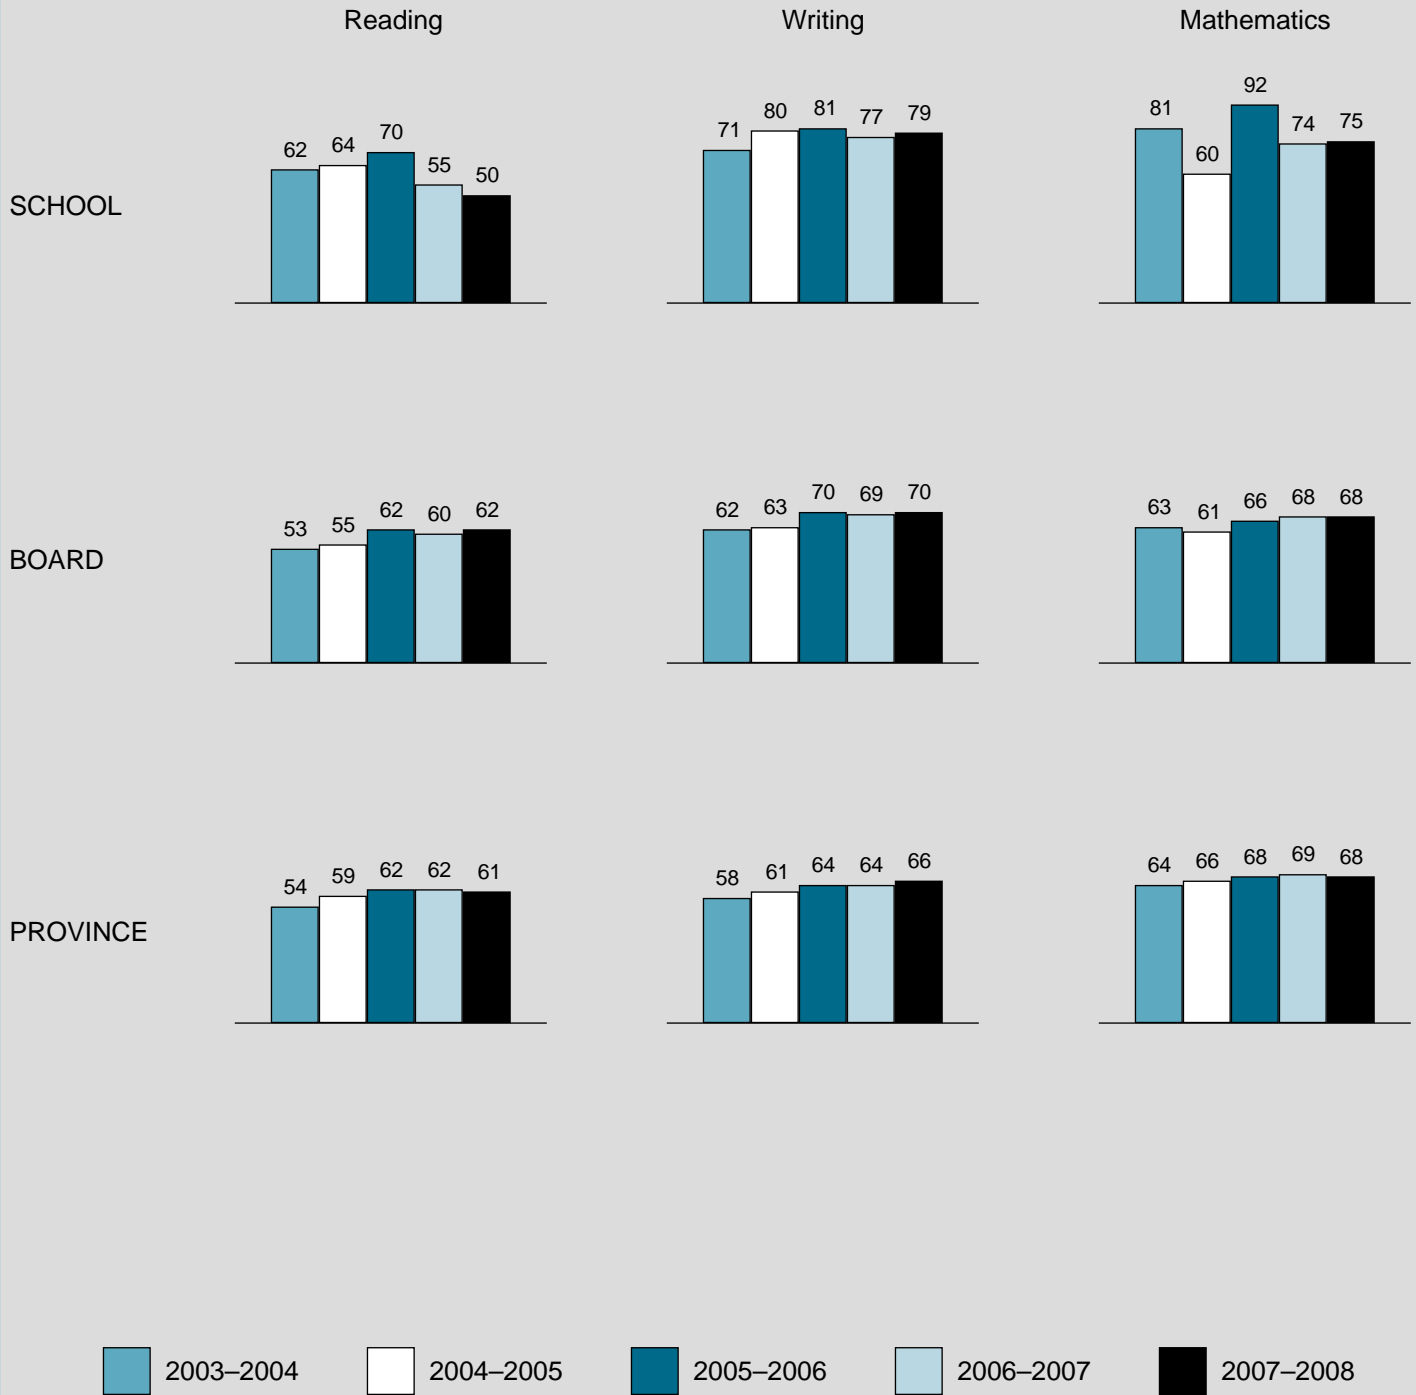 Reading Writing Mathematics
SCHOOL
62 64 70 55 50
71 80 81 77 79
81 60 92 74 75
BOARD
53 55 62 60 62
62 63 70 69 70
63 61 66 68 68
PROVINCE
54 59 62 62 61
58 61 64 64 66
64 66 68 69 68
2003–2004 2004–2005 2005–2006 2006–2007 2007–2008